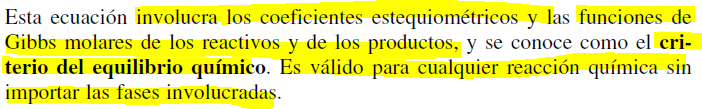 Esta ecuación involucra los coeficientes estequiométricos y las funciones de
Gibbs molares de los reactivos y de los productos, y se conoce como el cri-
terio del equilibrio químico. Es válido para cualquier reacción química sin
importar las fases involucradas.